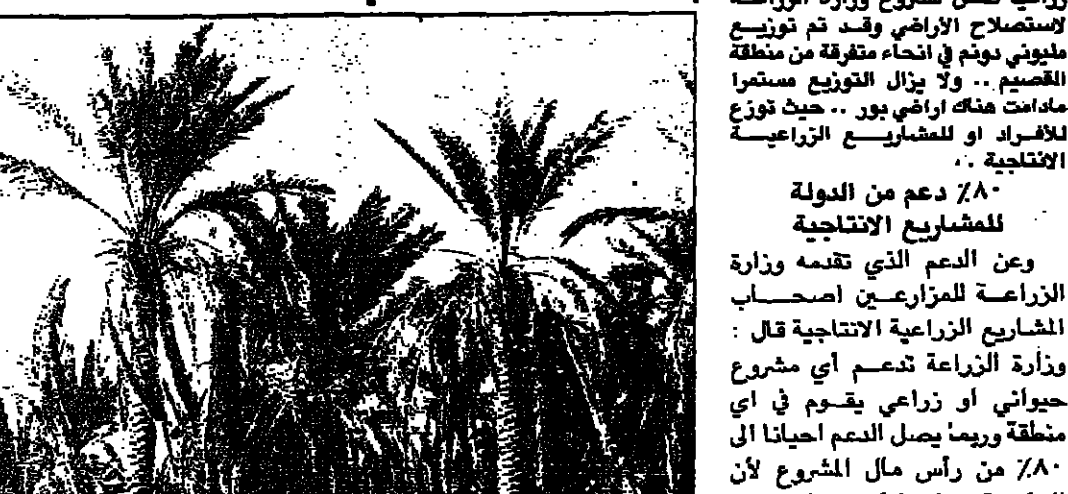 لاستصلاح الاراضي وقد تم توزيع
مليوني دونم في انحاء متفرقة من منطقة
القصيم .. ولا يزال التوزيع مستمرا
مادامت هناك اراضي بور .. حيث توزع
للأفراد او للمشاريع الزراعية
الانتاجية ..
٨٠٪ دعم من الدولة
للمشاريع الانتاجية
وعن الدعم الذي تقدمه وزارة
الزراعة للمزارعين اصحاب
المشاريع الزراعية الانتاجية قال :
وزارة الزراعة تدعم أي مشروع
حيواني أو زراعي يقوم في اي
منطقة وربما يصل الدعم احيانا الى
٨٠٪ من رأس مال المشروع لأن